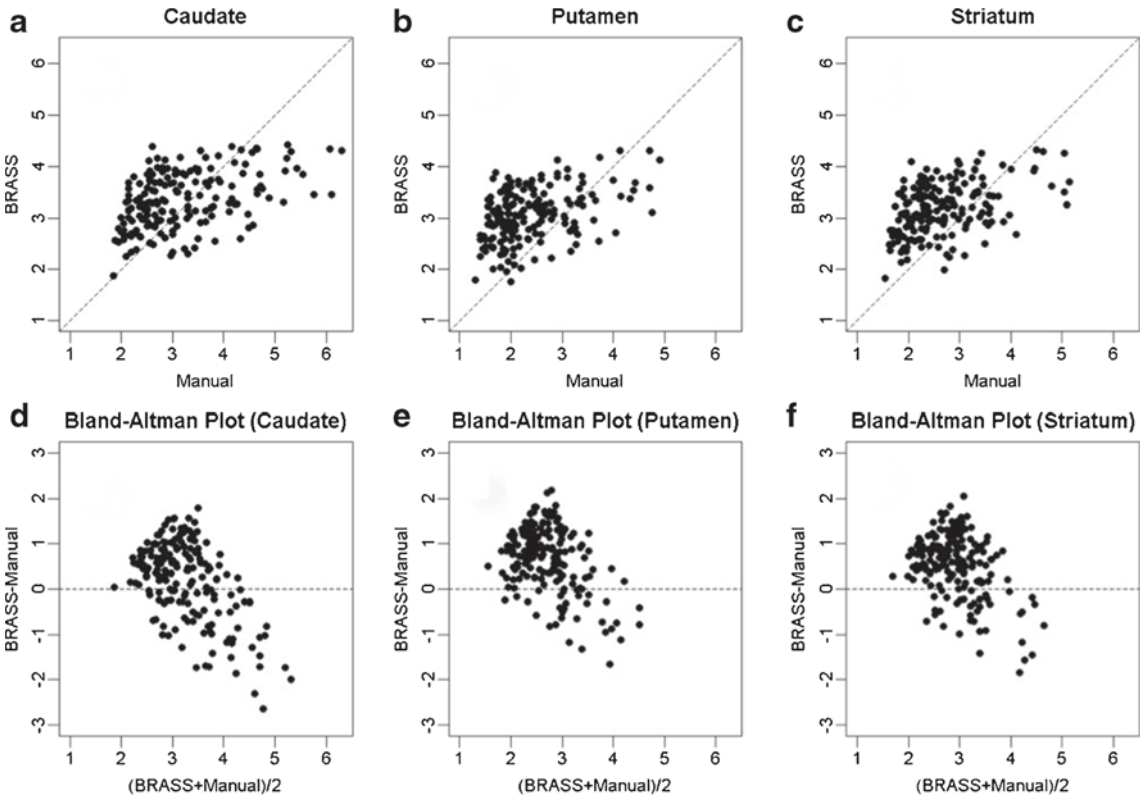 a
Caudate
b
Putamen
c
Striatum
BRASS
6
5
4
3
2
1
1 2 3 4 5 6
Manual
BRASS
6
5
4
3
2
1
1 2 3 4 5 6
Manual
BRASS
6
5
4
3
2
1
1 2 3 4 5 6
Manual
d
Bland-Altman Plot (Caudate)
e
Bland-Altman Plot (Putamen)
f
Bland-Altman Plot (Striatum)
BRASS-Manual
3
2
1
0
-1
-2
-3
1 2 3 4 5 6
(BRASS+Manual)/2
BRASS-Manual
3
2
1
0
-1
-2
-3
1 2 3 4 5 6
(BRASS+Manual)/2
BRASS-Manual
3
2
1
0
-1
-2
-3
1 2 3 4 5 6
(BRASS+Manual)/2